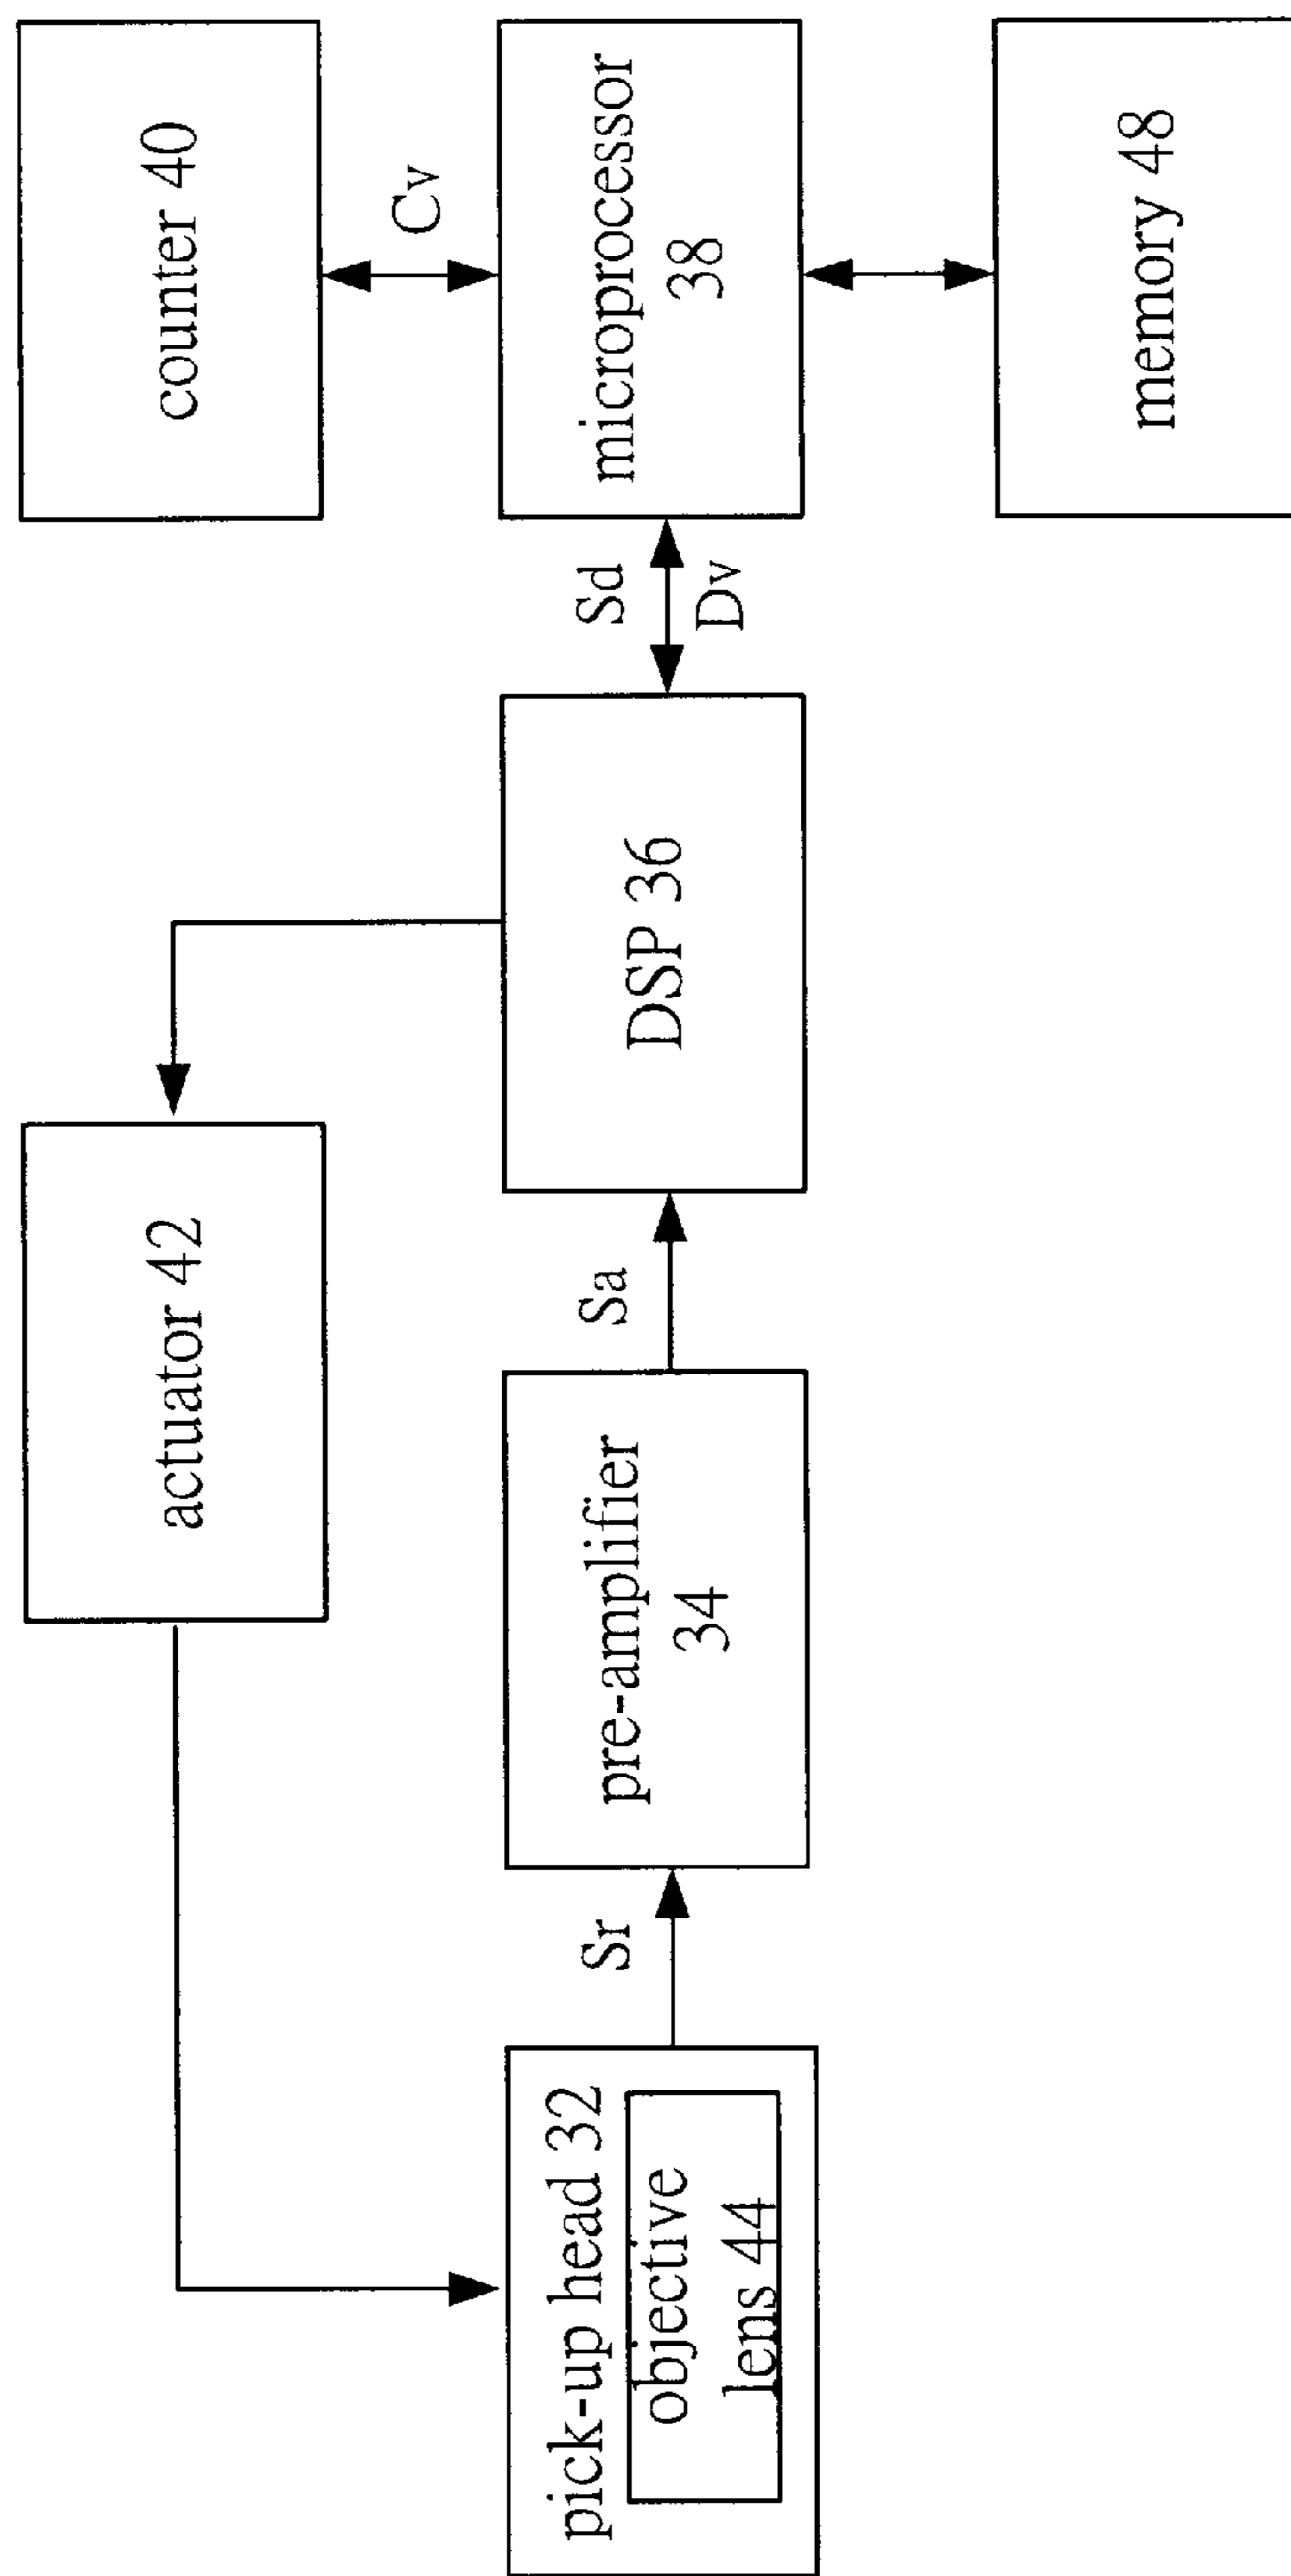 actuator 42
counter 40
Cv
pick-up head 32
objective
lens 44
Sr
pre-amplifier
34
Sa
DSP 36
Sd
Dv
microprocessor
38
memory 48